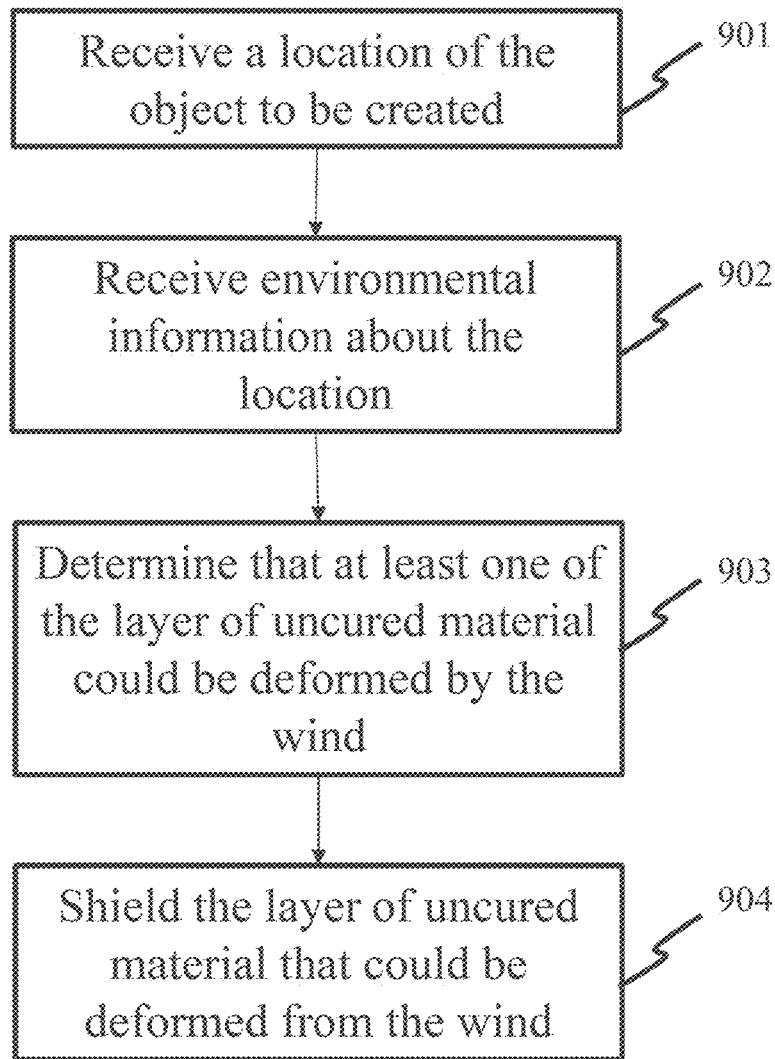 Receive a location of the
object to be created
901
Receive environmental
information about the
location
902
Determine that at least one of
the layer of uncured material
could be deformed by the
wind
903
Shield the layer of uncured
material that could be
deformed from the wind
904